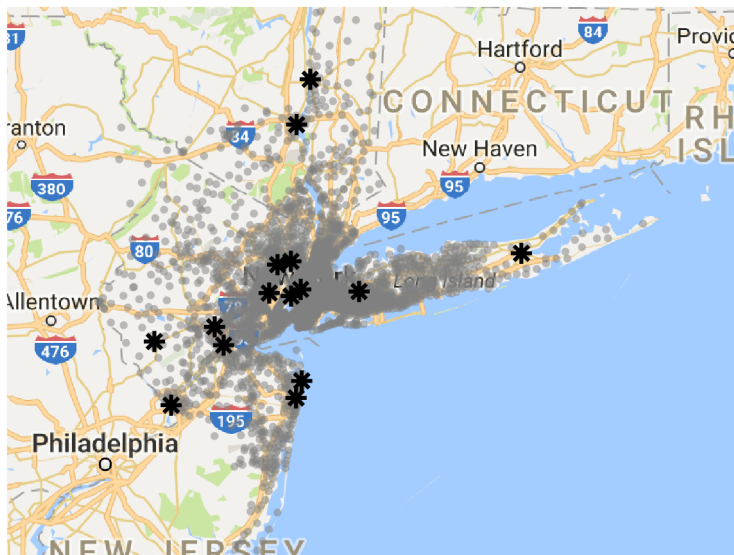 81
84
Provi
Hartford
CONNECTICUT
RH
ISL
ranton
84
New Haven
380
95
76
95
80
Long Island
Allentown
78
476
195
Philadelphia
NEW JERSEY